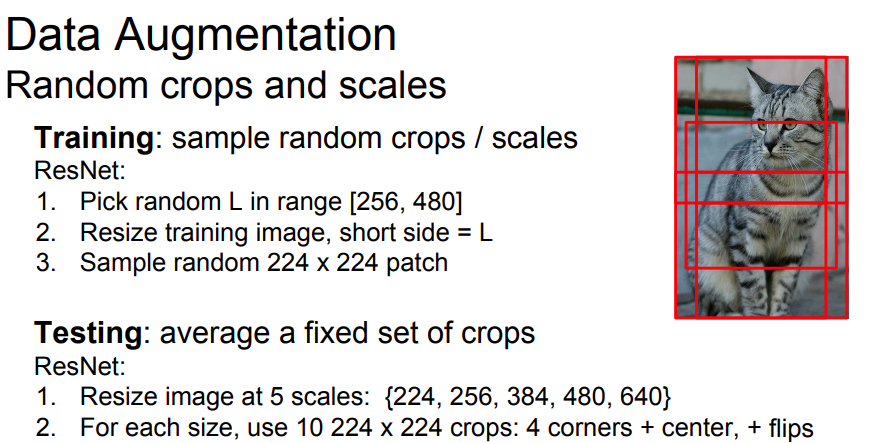 Data Augmentation
Random crops and scales
Training: sample random crops / scales
ResNet:
1. Pick random L in range [256, 480]
2. Resize training image, short side = L
3. Sample random 224 x 224 patch
Testing: average a fixed set of crops
ResNet:
1. Resize image at 5 scales: {224, 256, 384, 480, 640}
2. For each size, use 10 224 x 224 crops: 4 corners + center, + flips